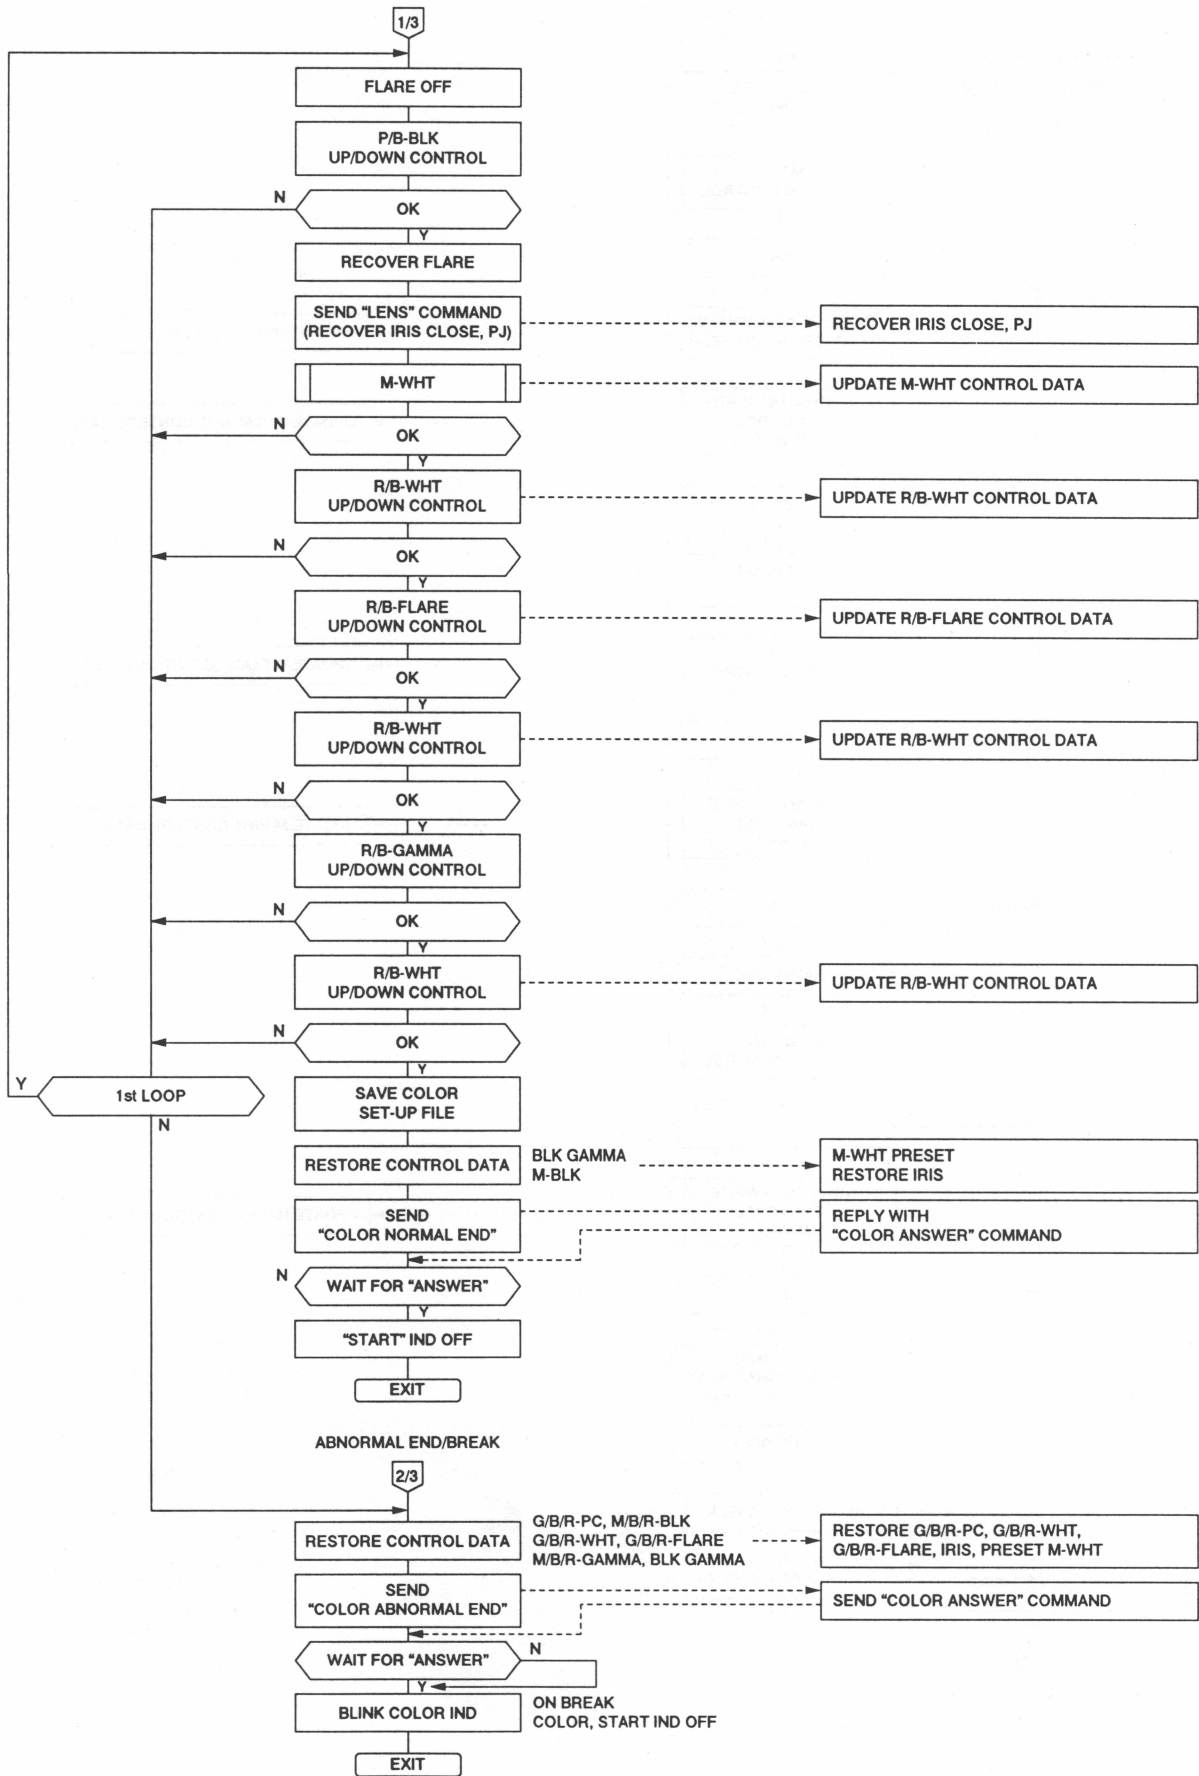 1/3
FLARE OFF
P/B-BLK
UP/DOWN CONTROL
N
OK
Y
RECOVER FLARE
SEND “LENS” COMMAND
(RECOVER IRIS CLOSE, PJ)
RECOVER IRIS CLOSE, PJ
M-WHT
UPDATE M-WHT CONTROL DATA
N
OK
Y
R/B-WHT
UP/DOWN CONTROL
UPDATE R/B-WHT CONTROL DATA
N
OK
Y
R/B-FLARE
UP/DOWN CONTROL
UPDATE R/B-FLARE CONTROL DATA
N
OK
Y
R/B-WHT
UP/DOWN CONTROL
UPDATE R/B-WHT CONTROL DATA
N
OK
Y
R/B-GAMMA
UP/DOWN CONTROL
N
OK
Y
R/B-WHT
UP/DOWN CONTROL
UPDATE R/B-WHT CONTROL DATA
N
OK
Y
Y
1st LOOP
N
SAVE COLOR
SET-UP FILE
RESTORE CONTROL DATA
BLK GAMMA
M-BLK
M-WHT PRESET
RESTORE IRIS
SEND
“COLOR NORMAL END”
REPLY WITH
“COLOR ANSWER” COMMAND
N
WAIT FOR “ANSWER”
Y
“START” IND OFF
EXIT
ABNORMAL END/BREAK
2/3
RESTORE CONTROL DATA
G/B/R-PC, M/B/R-BLK
G/B/R-WHT, G/B/R-FLARE
M/B/R-GAMMA, BLK GAMMA
RESTORE G/B/R-PC, G/B/R-WHT,
G/B/R-FLARE, IRIS, PRESET M-WHT
SEND
“COLOR ABNORMAL END”
SEND “COLOR ANSWER” COMMAND
WAIT FOR “ANSWER”
N
Y
BLINK COLOR IND
ON BREAK
COLOR, START IND OFF
EXIT